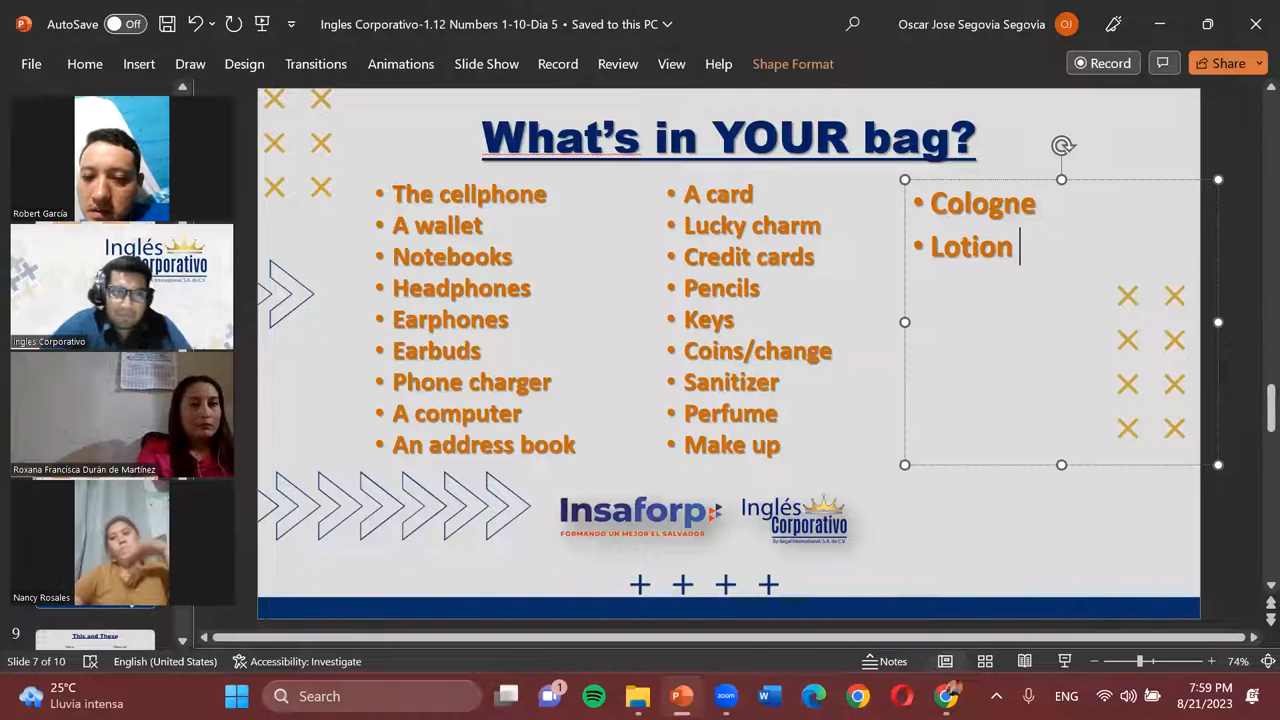 AutoSave Off
Ingles Corporativo-1.12 Numbers 1-10-Dia 5 • Saved to this PC
Oscar Jose Segovia Segovia OJ
File Home Insert Draw Design Transitions Animations Slide Show Record Review View Help Shape Format
Record Share
What's in YOUR bag?
• The cellphone
• A wallet
• Notebooks
• Headphones
• Earphones
• Earbuds
• Phone charger
• A computer
• An address book
• A card
• Lucky charm
• Credit cards
• Pencils
• Keys
• Coins/change
• Sanitizer
• Perfume
• Make up
• Cologne
• Lotion
Insaforp
FORMANDO UN MEJOR EL SALVADOR
Inglés
Corporativo
Robert García
Inglés
Corporativo
Ingles Corporativo
Roxana Francisca Durán de Martínez
Nancy Rosales
9
This and These
Slide 7 of 10 English (United States) Accessibility: Investigate Notes 74%
25°C
Lluvia intensa
Search
1
zoom
ENG
7:59 PM
8/21/2023